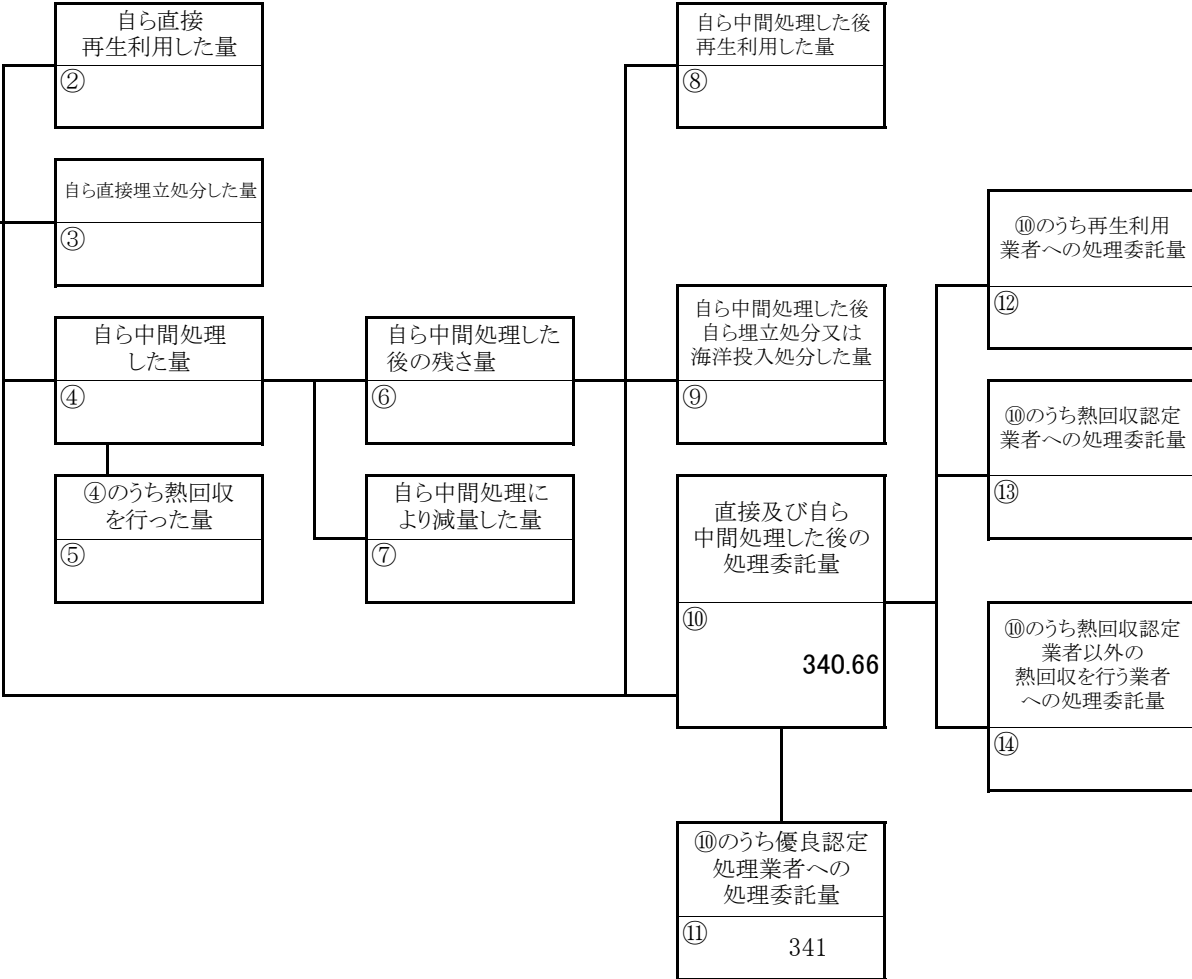 自ら直接
再生利用した量
②
自ら直接埋立処分した量
③
自ら中間処理
した量
④
④のうち熱回収
を行った量
⑤
自ら中間処理した
後の残さ量
⑥
自ら中間処理に
より減量した量
⑦
自ら中間処理した後
再生利用した量
⑧
自ら中間処理した後
自ら埋立処分又は
海洋投入処分した量
⑨
直接及び自ら
中間処理した後の
処理委託量
⑩
340.66
⑩のうち優良認定
処理業者への
処理委託量
⑪
341
⑩のうち再生利用
業者への処理委託量
⑫
⑩のうち熱回収認定
業者への処理委託量
⑬
⑩のうち熱回収認定
業者以外の
熱回収を行う業者
への処理委託量
⑭